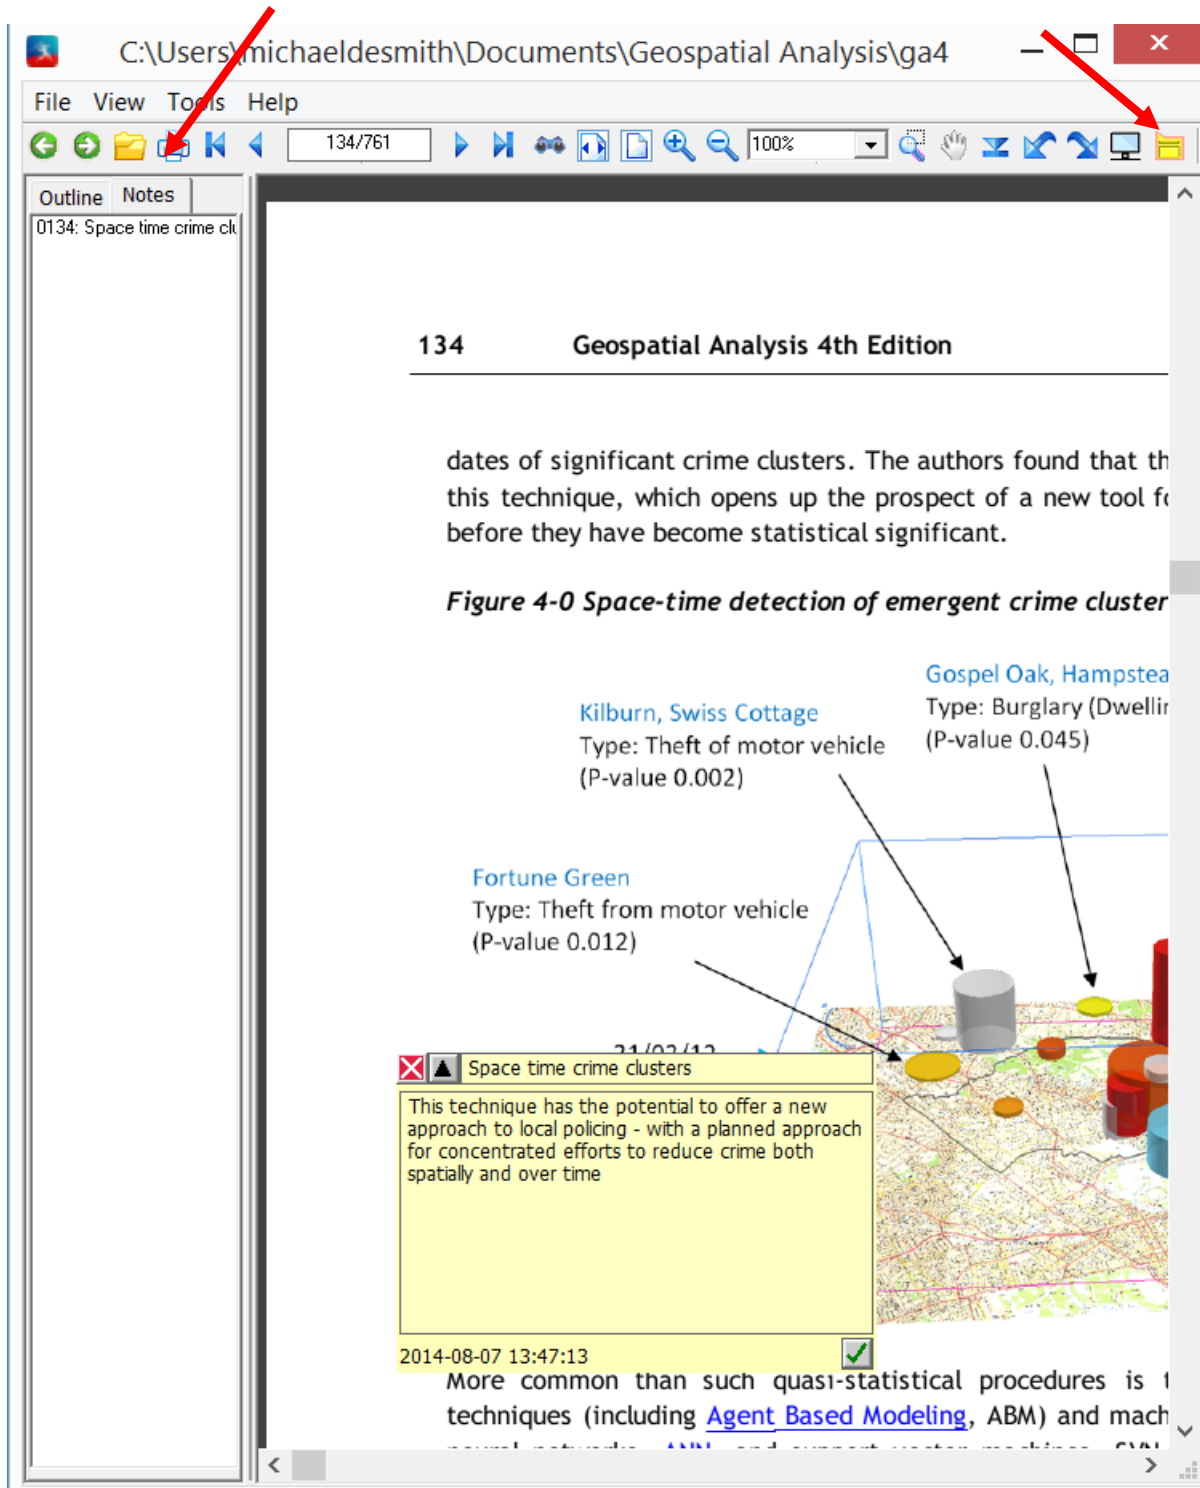 C:\Users\michaeldesmith\Documents\Geospatial Analysis\ga4
File View Tools Help
134/761
100%
Outline Notes
0134: Space time crime clu
134 Geospatial Analysis 4th Edition
dates of significant crime clusters. The authors found that th
this technique, which opens up the prospect of a new tool fo
before they have become statistical significant.
Figure 4-0 Space-time detection of emergent crime cluster
Gospel Oak, Hampstea
Type: Burglary (Dwellin
(P-value 0.045)
Kilburn, Swiss Cottage
Type: Theft of motor vehicle
(P-value 0.002)
Fortune Green
Type: Theft from motor vehicle
(P-value 0.012)
Space time crime clusters
This technique has the potential to offer a new
approach to local policing - with a planned approach
for concentrated efforts to reduce crime both
spatially and over time
2014-08-07 13:47:13
More common than such quasi-statistical procedures is t
techniques (including Agent Based Modeling, ABM) and mach